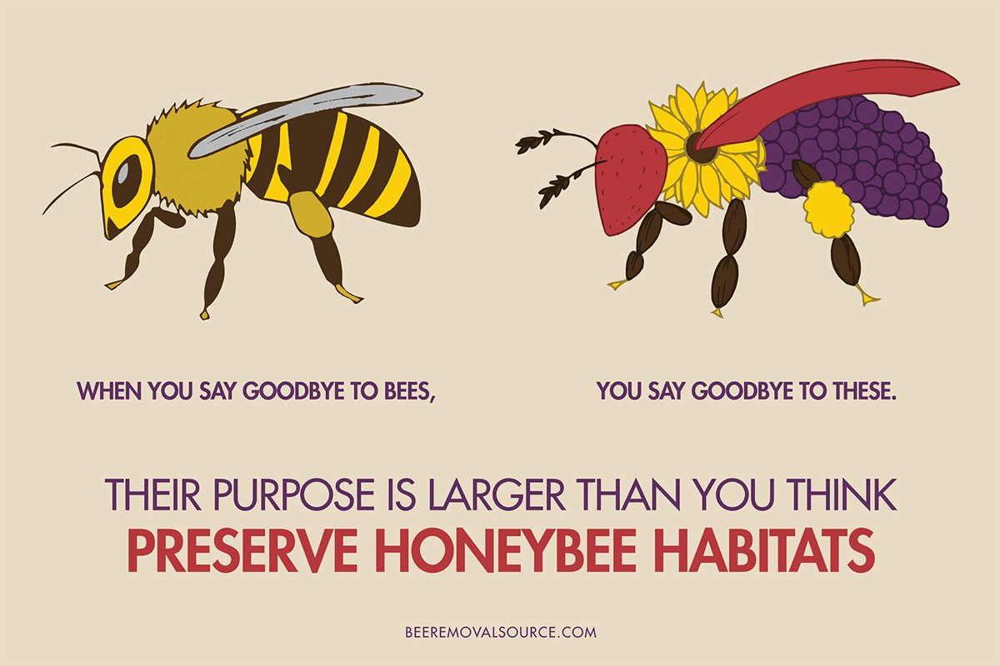 WHEN YOU SAY GOODBYE TO BEES,
YOU SAY GOODBYE TO THESE.
THEIR PURPOSE IS LARGER THAN YOU THINK
PRESERVE HONEYBEE HABITATS
BEEREMOVALSOURCE.COM